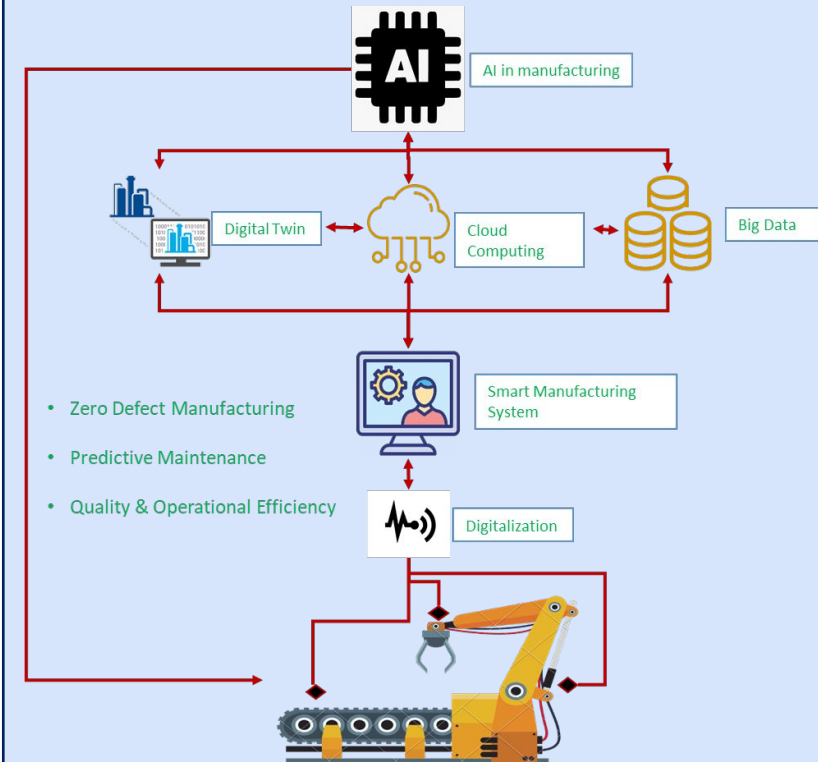 AI
AI in manufacturing
Digital Twin
Cloud
Computing
Big Data
Smart Manufacturing
System
• Zero Defect Manufacturing
• Predictive Maintenance
• Quality & Operational Efficiency
Digitalization